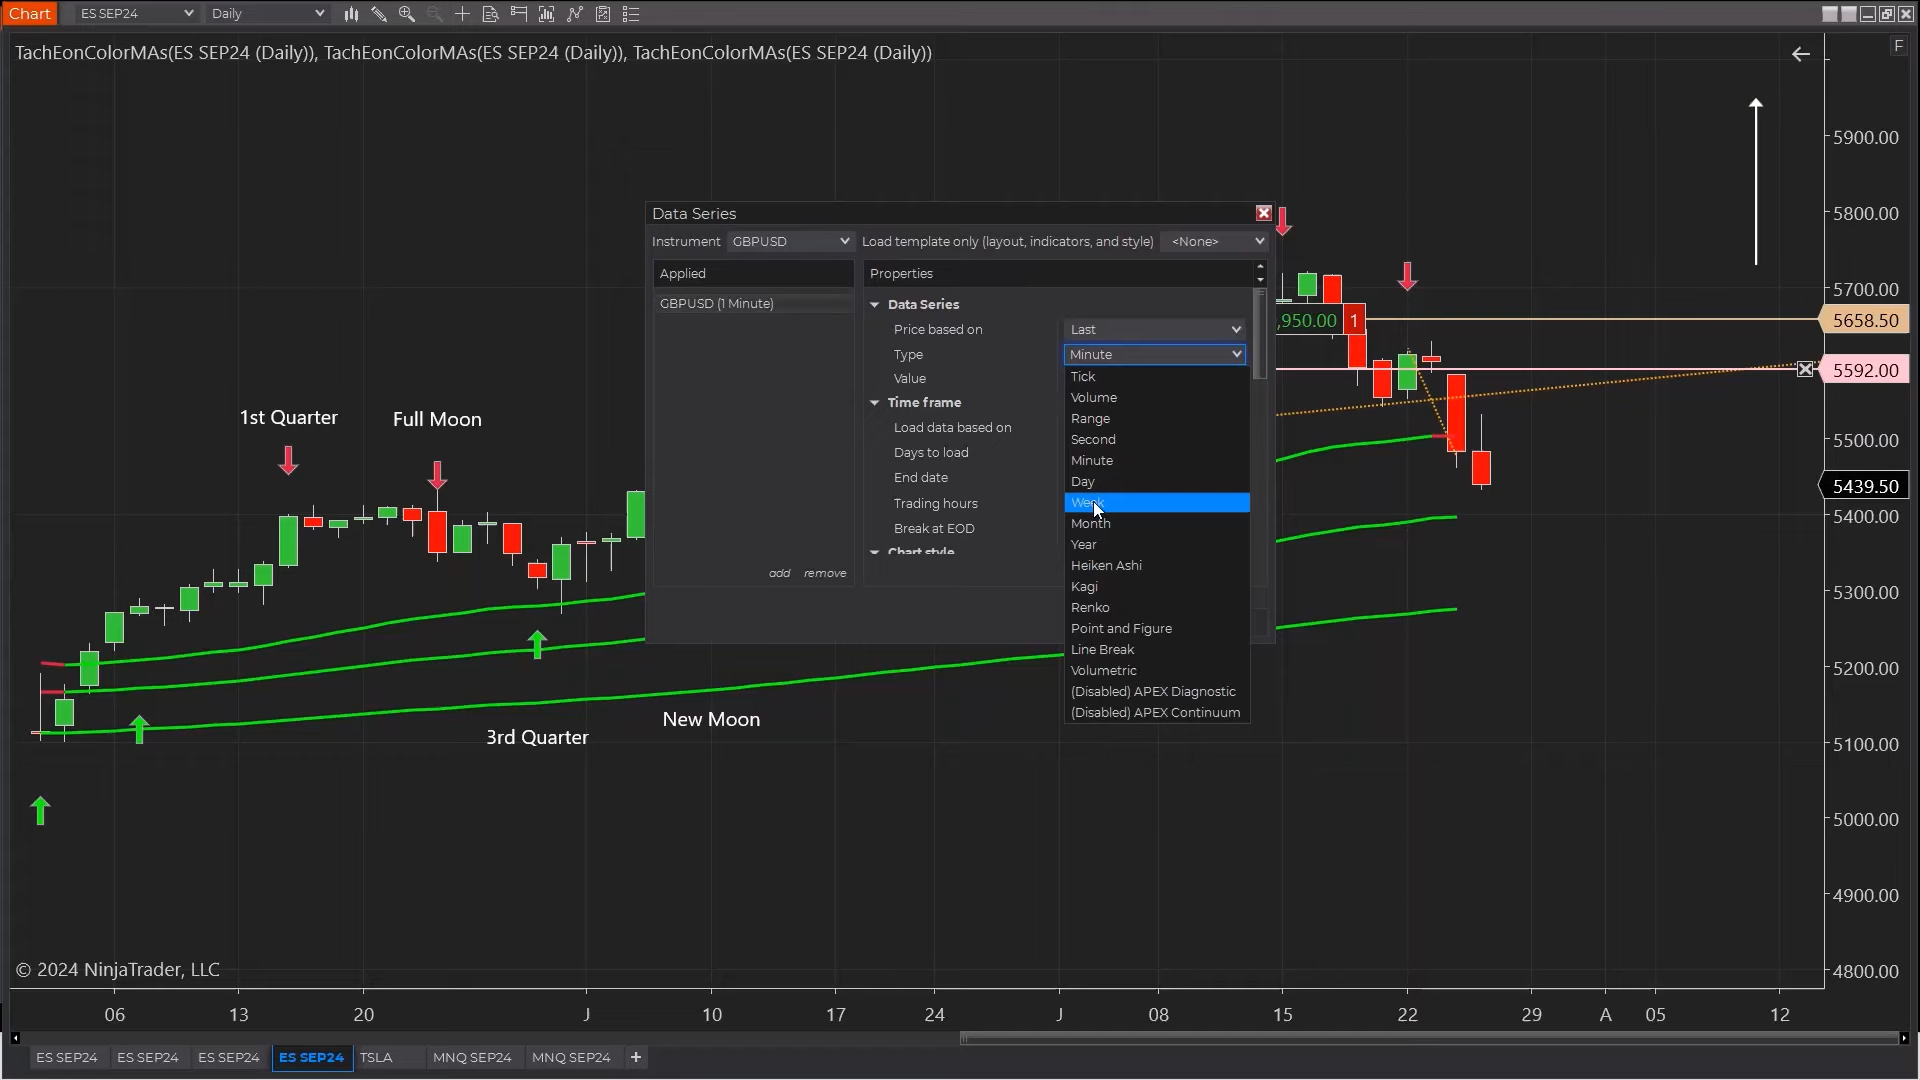 Chart ES SEP24 Daily
TachEonColorMAs(ES SEP24 (Daily)), TachEonColorMAs(ES SEP24 (Daily)), TachEonColorMAs(ES SEP24 (Daily))
F
5900.00
5800.00
5700.00
5658.50
5592.00
5500.00
5439.50
5400.00
5300.00
5200.00
5100.00
5000.00
4900.00
4800.00
,950.00 1
1st Quarter
Full Moon
3rd Quarter
New Moon
Data Series
Instrument GBPUSD Load template only (layout, indicators, and style) <None>
Applied
GBPUSD (1 Minute)
add remove
Properties
Data Series
Price based on Last
Type Minute
Value
Time frame
Load data based on
Days to load
End date
Trading hours
Break at EOD
Chart style
Tick
Volume
Range
Second
Minute
Day
Week
Month
Year
Heiken Ashi
Kagi
Renko
Point and Figure
Line Break
Volumetric
(Disabled) APEX Diagnostic
(Disabled) APEX Continuum
© 2024 NinjaTrader, LLC
06 13 20 J 10 17 24 J 08 15 22 29 A 05 12
ES SEP24 ES SEP24 ES SEP24 ES SEP24 TSLA MNQ SEP24 MNQ SEP24 +